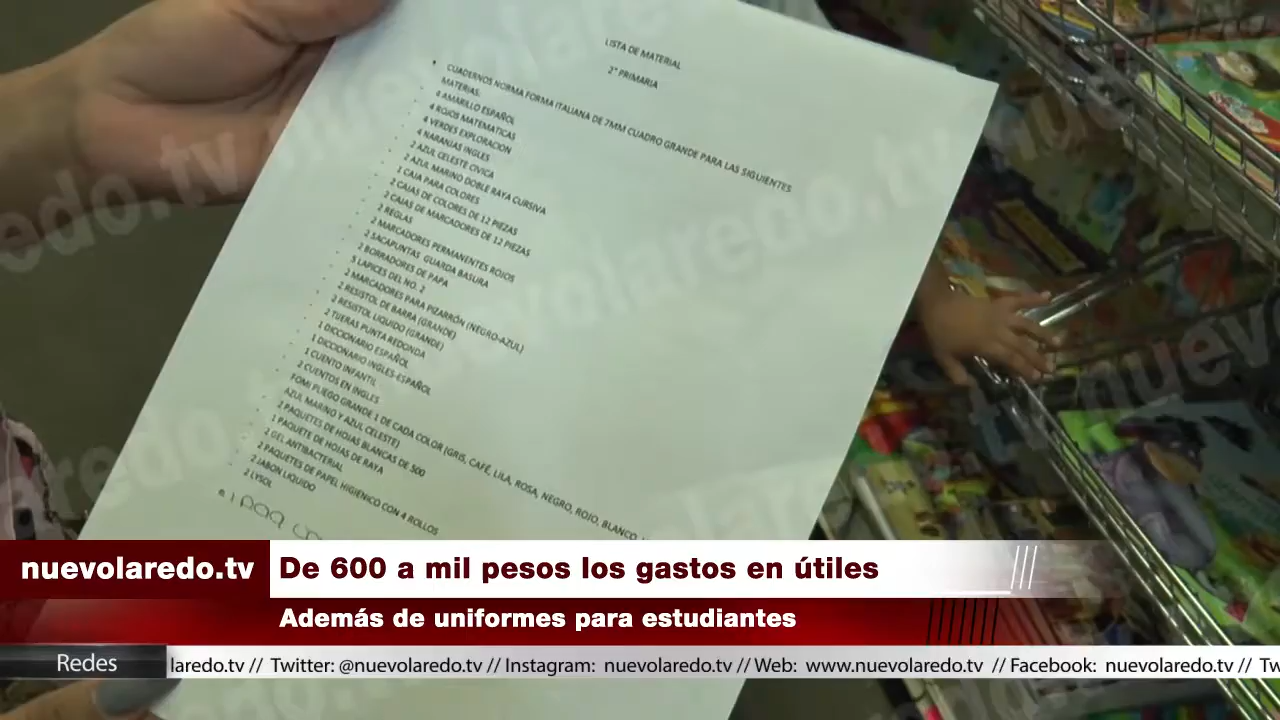 LISTA DE MATERIAL
2° PRIMARIA
CUADERNOS NORMA FORMA ITALIANA DE 7MM CUADRO GRANDE PARA LAS SIGUIENTES
MATERIAS:
4 AMARILLO ESPAÑOL
4 ROJOS MATEMATICAS
4 VERDES EXPLORACION
4 NARANJAS INGLES
2 AZUL CELESTE CIVICA
2 AZUL MARINO DOBLE RAYA CURSIVA
1 CAJA PARA COLORES
2 CAJAS DE COLORES DE 12 PIEZAS
2 CAJAS DE MARCADORES DE 12 PIEZAS
2 REGLAS
2 MARCADORES PERMANENTES ROJOS
2 SACAPUNTAS GUARDA BASURA
2 BORRADORES DE PAPA
5 LAPICES DEL NO. 2
2 MARCADORES PARA PIZARRÓN (NEGRO-AZUL)
2 RESISTOL DE BARRA (GRANDE)
2 RESISTOL LIQUIDO (GRANDE)
2 TIJERAS PUNTA REDONDA
1 DICCIONARIO ESPAÑOL
1 DICCIONARIO INGLES-ESPAÑOL
1 CUENTO INFANTIL
2 CUENTOS EN INGLES
FOMI PLIEGO GRANDE 1 DE CADA COLOR (GRIS, CAFÉ, LILA, ROSA, NEGRO, ROJO, BLANCO,
AZUL MARINO Y AZUL CELESTE)
2 PAQUETES DE HOJAS BLANCAS DE 500
1 PAQUETE DE HOJAS DE RAYA
2 GEL ANTIBACTERIAL
2 PAQUETES DE PAPEL HIGIENICO CON 4 ROLLOS
2 JABON LIQUIDO
2 LYSOL
1 paq
nuevolaredo.tv
De 600 a mil pesos los gastos en útiles
Además de uniformes para estudiantes
Redes laredo.tv // Twitter: @nuevolaredo.tv // Instagram: nuevolaredo.tv // Web: www.nuevolaredo.tv // Facebook: nuevolaredo.tv // Tw